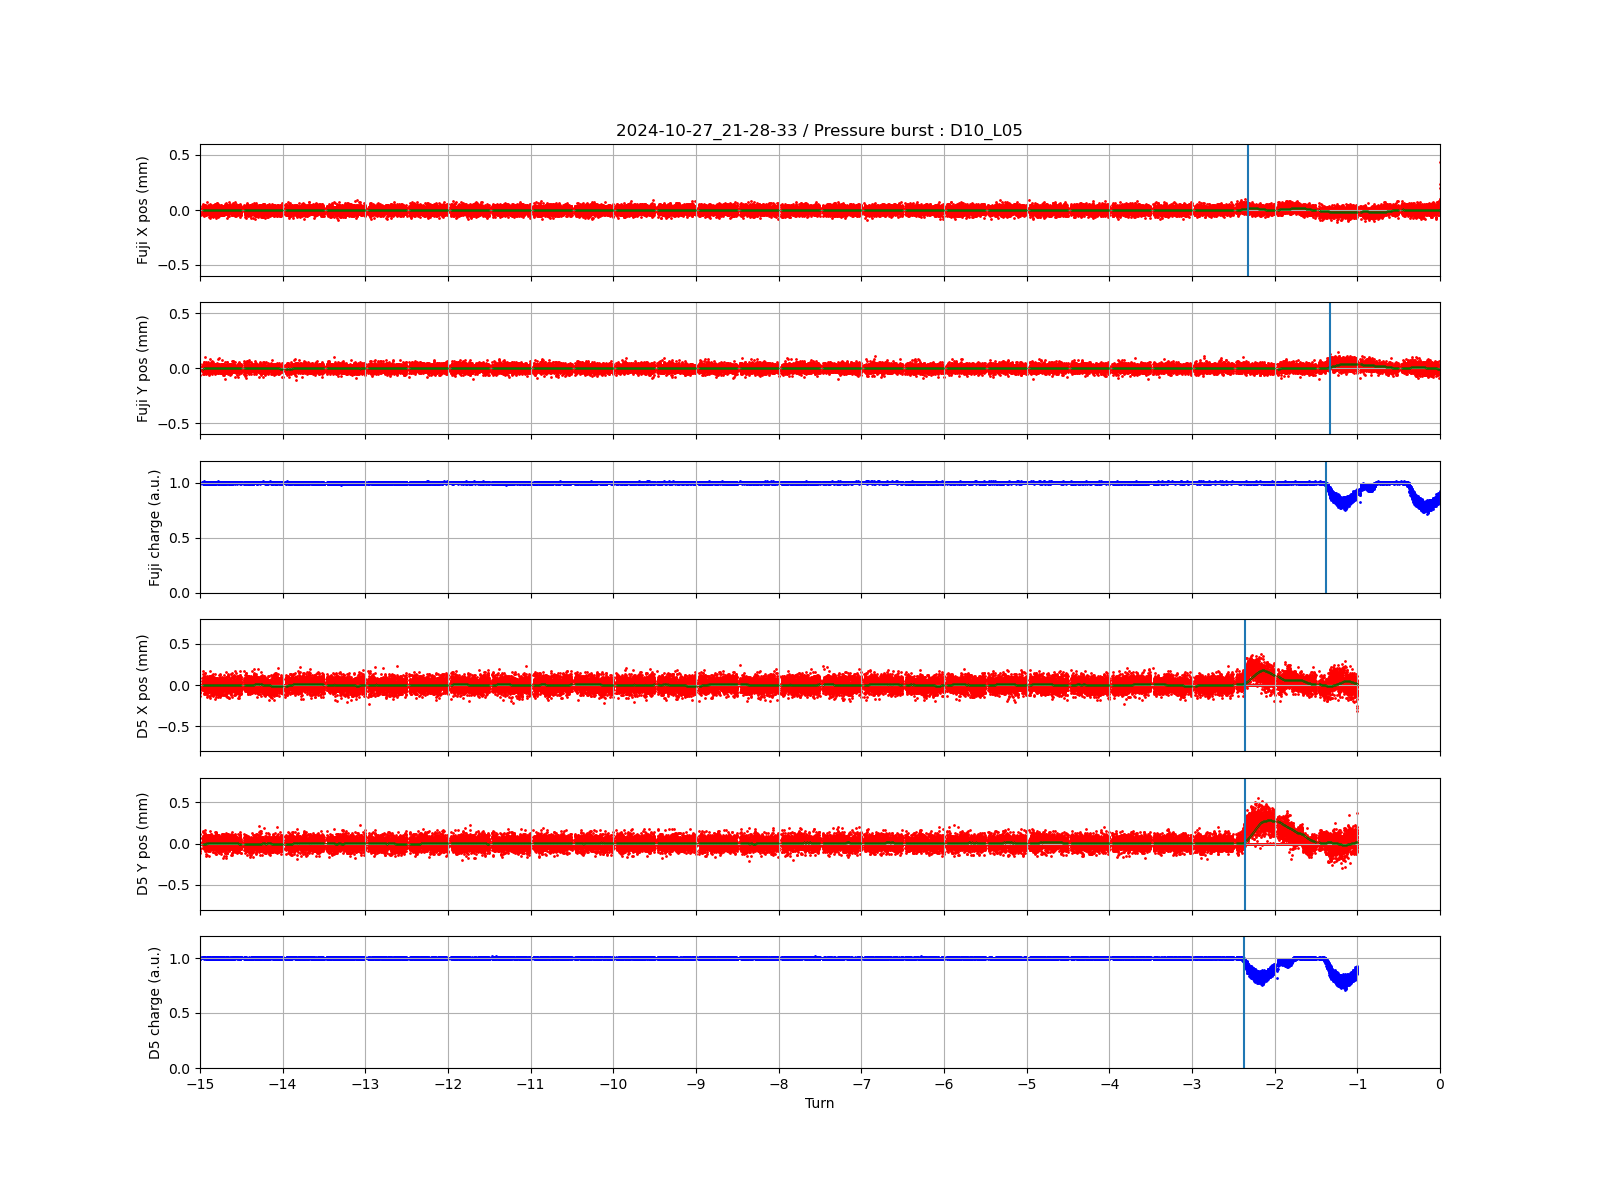 2024-10-27_21-28-33 / Pressure burst : D10_L05
Fuji X pos (mm)
0.5
0.0
−0.5
Fuji Y pos (mm)
0.5
0.0
−0.5
Fuji charge (a.u.)
1.0
0.5
0.0
D5 X pos (mm)
0.5
0.0
−0.5
D5 Y pos (mm)
0.5
0.0
−0.5
D5 charge (a.u.)
1.0
0.5
0.0
−15 −14 −13 −12 −11 −10 −9 −8 −7 −6 −5 −4 −3 −2 −1 0
Turn